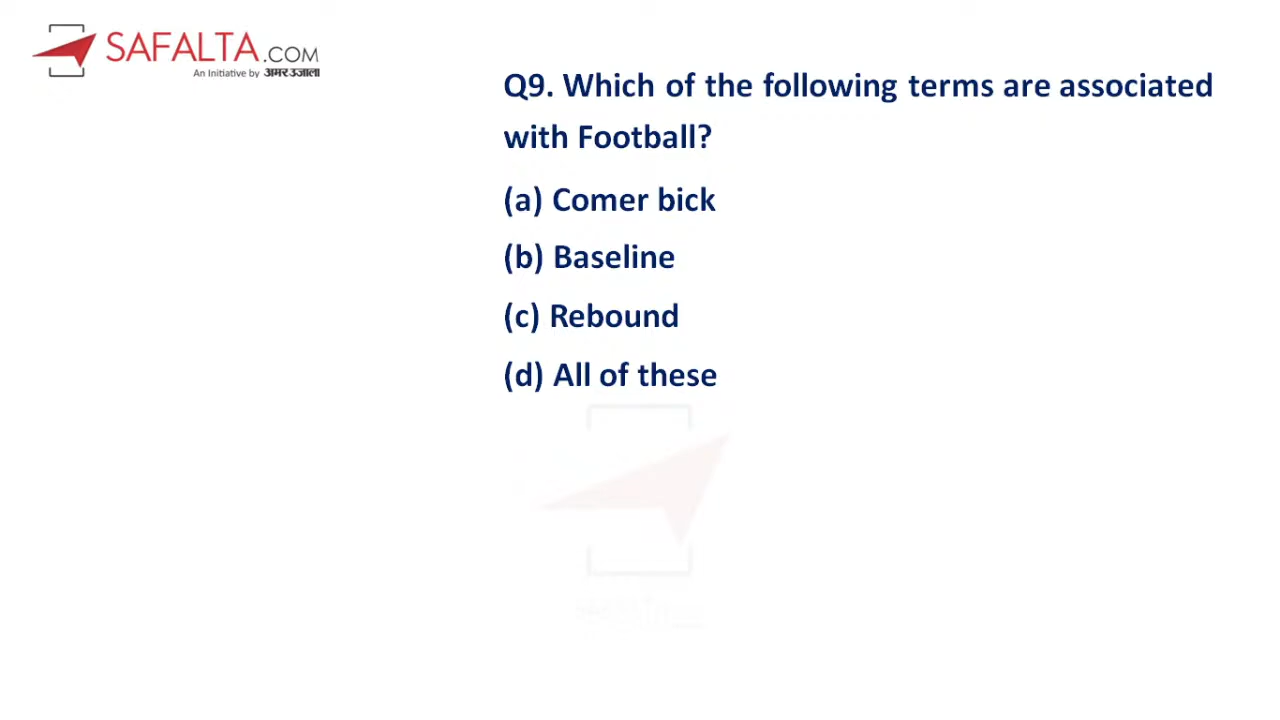 SAFALTA.COM
An Initiative by अमर उजाला
Q9. Which of the following terms are associated
with Football?
(a) Comer bick
(b) Baseline
(c) Rebound
(d) All of these